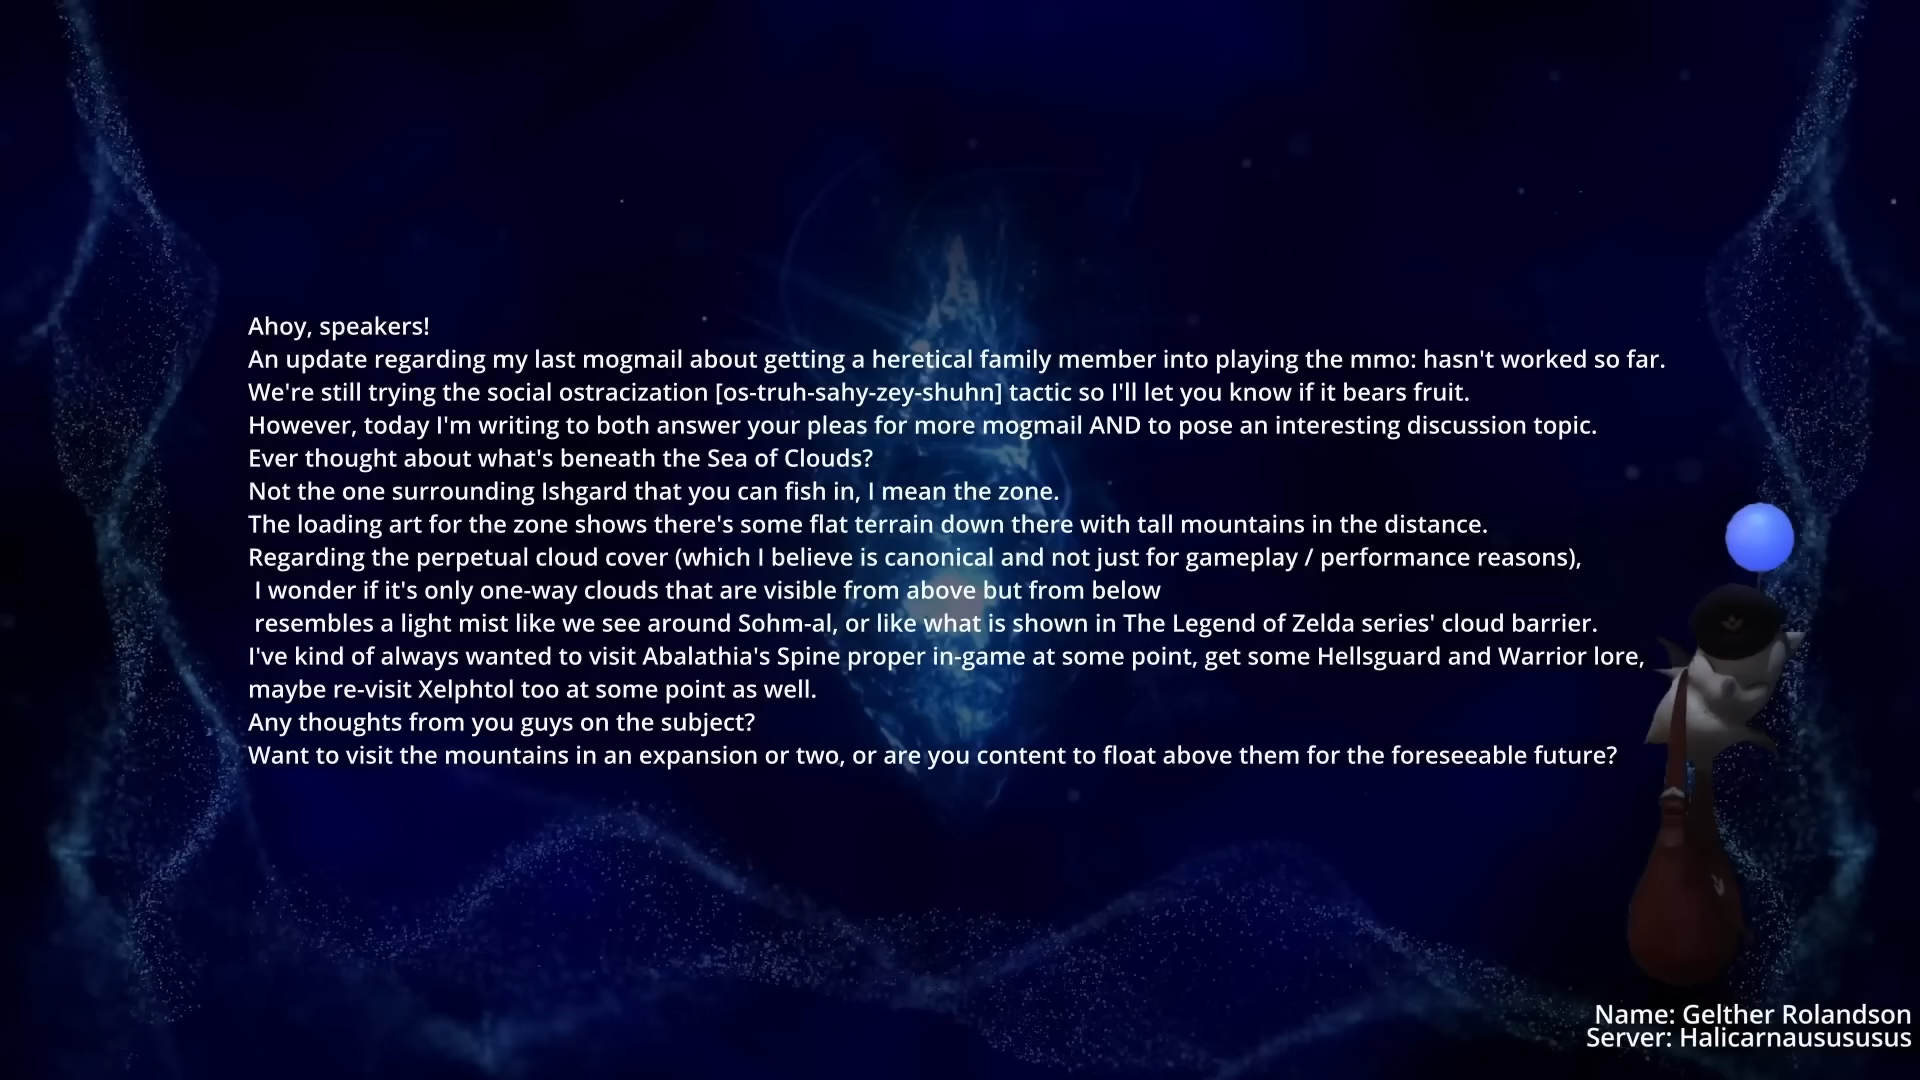 Ahoy, speakers!
An update regarding my last mogmail about getting a heretical family member into playing the mmo: hasn't worked so far.
We're still trying the social ostracization [os-truh-sahy-zey-shuhn] tactic so I'll let you know if it bears fruit.
However, today I'm writing to both answer your pleas for more mogmail AND to pose an interesting discussion topic.
Ever thought about what's beneath the Sea of Clouds?
Not the one surrounding Ishgard that you can fish in, I mean the zone.
The loading art for the zone shows there's some flat terrain down there with tall mountains in the distance.
Regarding the perpetual cloud cover (which I believe is canonical and not just for gameplay / performance reasons),
I wonder if it's only one-way clouds that are visible from above but from below
resembles a light mist like we see around Sohm-al, or like what is shown in The Legend of Zelda series' cloud barrier.
I've kind of always wanted to visit Abalathia's Spine proper in-game at some point, get some Hellsguard and Warrior lore,
maybe re-visit Xelphtol too at some point as well.
Any thoughts from you guys on the subject?
Want to visit the mountains in an expansion or two, or are you content to float above them for the foreseeable future?
Name: Gelther Rolandson
Server: Halicarnausususus